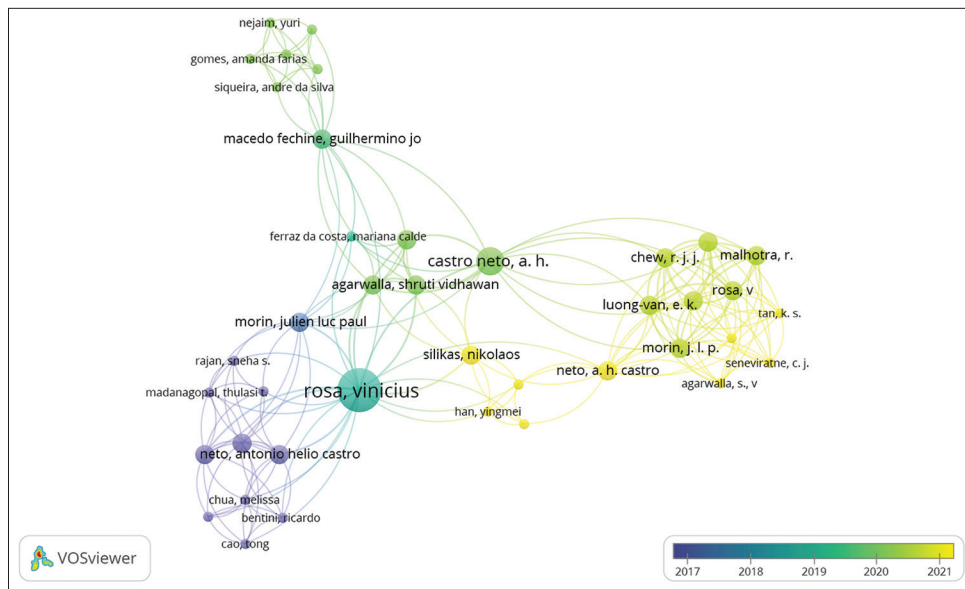 nejaim, yuri
gomes, amanda farias
siqueira, andre da silva
macedo fechine, guilhermino jo
ferraz da costa, mariana calde
castro neto, a. h.
chew, r. j. j.
malhotra, r.
agarwalla, shruti vidhawan
rosa, v
luong-van, e. k.
tan, k. s.
morin, julien luc paul
silikas, nikolaos
morin, j. l. p.
rajan, sneha s.
neto, a. h. castro
seneviratne, c. j.
madanagopal, thulasi t.
rosa, vinicius
agarwalla, s., v
han, yingmei
neto, antonio helio castro
chua, melissa
bentini, ricardo
cao, tong
VOSviewer
2017 2018 2019 2020 2021